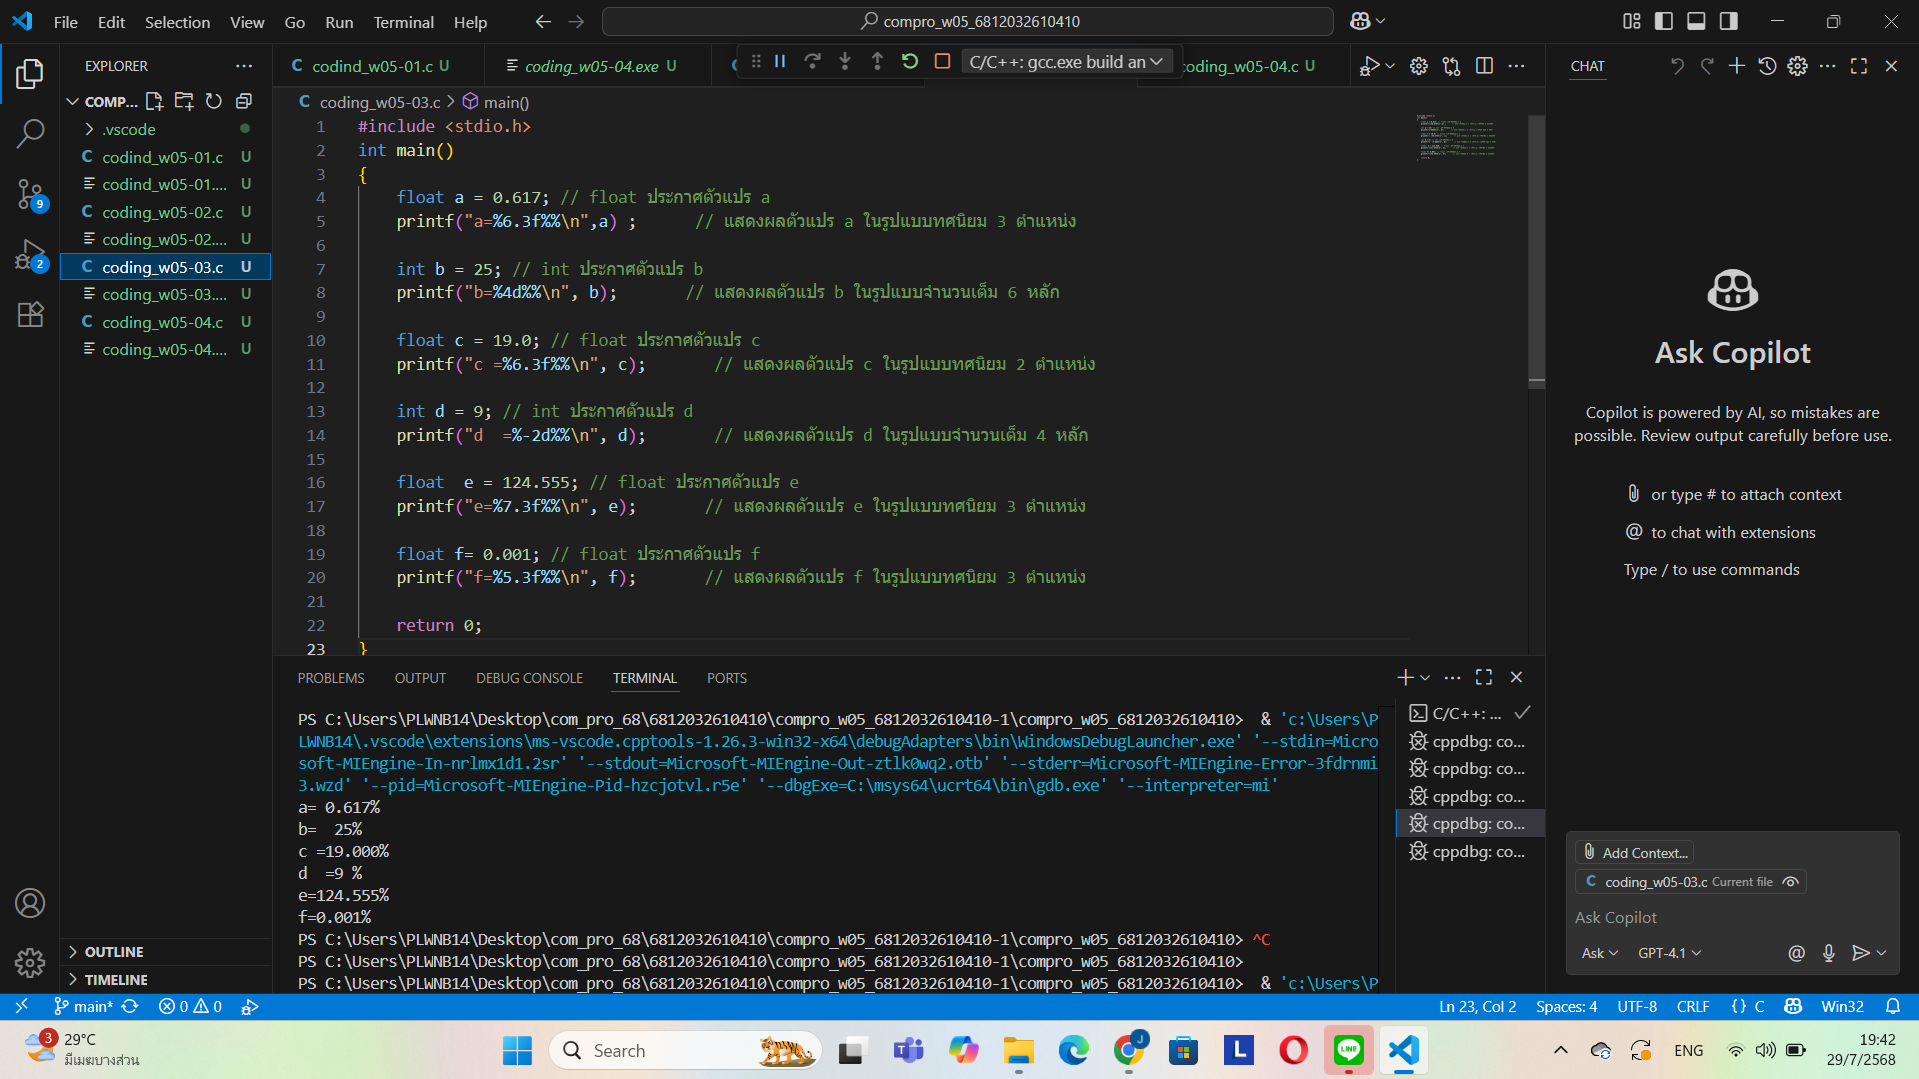 File Edit Selection View Go Run Terminal Help
compro_w05_6812032610410
EXPLORER
codind_w05-01.c U
coding_w05-04.exe U
C/C++: gcc.exe build an
coding_w05-04.c U
CHAT
COMP...
coding_w05-03.c > main()
.vscode
codind_w05-01.c U
codind_w05-01.... U
coding_w05-02.c U
coding_w05-02.... U
coding_w05-03.c U
coding_w05-03.... U
coding_w05-04.c U
coding_w05-04.... U
9
2
1 #include <stdio.h>
2 int main()
3 {
4 float a = 0.617; // float ประกาศตัวแปร a
5 printf("a=%6.3f%%\n",a) ; // แสดงผลตัวแปร a ในรูปแบบทศนิยม 3 ตำแหน่ง
6
7 int b = 25; // int ประกาศตัวแปร b
8 printf("b=%4d%%\n", b); // แสดงผลตัวแปร b ในรูปแบบจำนวนเต็ม 6 หลัก
9
10 float c = 19.0; // float ประกาศตัวแปร c
11 printf("c =%6.3f%%\n", c); // แสดงผลตัวแปร c ในรูปแบบทศนิยม 2 ตำแหน่ง
12
13 int d = 9; // int ประกาศตัวแปร d
14 printf("d  =%-2d%%\n", d); // แสดงผลตัวแปร d ในรูปแบบจำนวนเต็ม 4 หลัก
15
16 float  e = 124.555; // float ประกาศตัวแปร e
17 printf("e=%7.3f%%\n", e); // แสดงผลตัวแปร e ในรูปแบบทศนิยม 3 ตำแหน่ง
18
19 float f= 0.001; // float ประกาศตัวแปร f
20 printf("f=%5.3f%%\n", f); // แสดงผลตัวแปร f ในรูปแบบทศนิยม 3 ตำแหน่ง
21
22 return 0;
23 }
Ask Copilot
Copilot is powered by AI, so mistakes are
possible. Review output carefully before use.
or type # to attach context
@ to chat with extensions
Type / to use commands
PROBLEMS OUTPUT DEBUG CONSOLE TERMINAL PORTS
PS C:\Users\PLWNB14\Desktop\com_pro_68\6812032610410\compro_w05_6812032610410-1\compro_w05_6812032610410>  & 'c:\Users\P
LWNB14\.vscode\extensions\ms-vscode.cpptools-1.26.3-win32-x64\debugAdapters\bin\WindowsDebugLauncher.exe' '--stdin=Micro
soft-MIEngine-In-nrlmx1d1.2sr' '--stdout=Microsoft-MIEngine-Out-ztlk0wq2.otb' '--stderr=Microsoft-MIEngine-Error-3fdrnmi
3.wzd' '--pid=Microsoft-MIEngine-Pid-hzcjotvl.r5e' '--dbgExe=C:\msys64\ucrt64\bin\gdb.exe' '--interpreter=mi'
a= 0.617%
b=  25%
c =19.000%
d  =9 %
e=124.555%
f=0.001%
PS C:\Users\PLWNB14\Desktop\com_pro_68\6812032610410\compro_w05_6812032610410-1\compro_w05_6812032610410> ^C
PS C:\Users\PLWNB14\Desktop\com_pro_68\6812032610410\compro_w05_6812032610410-1\compro_w05_6812032610410>
PS C:\Users\PLWNB14\Desktop\com_pro_68\6812032610410\compro_w05_6812032610410-1\compro_w05_6812032610410>  & 'c:\Users\P
C/C++: ...
cppdbg: co...
cppdbg: co...
cppdbg: co...
cppdbg: co...
cppdbg: co...
Add Context...
coding_w05-03.c Current file
Ask Copilot
Ask GPT-4.1
OUTLINE
TIMELINE
main* 0 0
Ln 23, Col 2 Spaces: 4 UTF-8 CRLF {} C Win32
3 29°C
มีเมฆบางส่วน
Search
ENG
19:42
29/7/2568